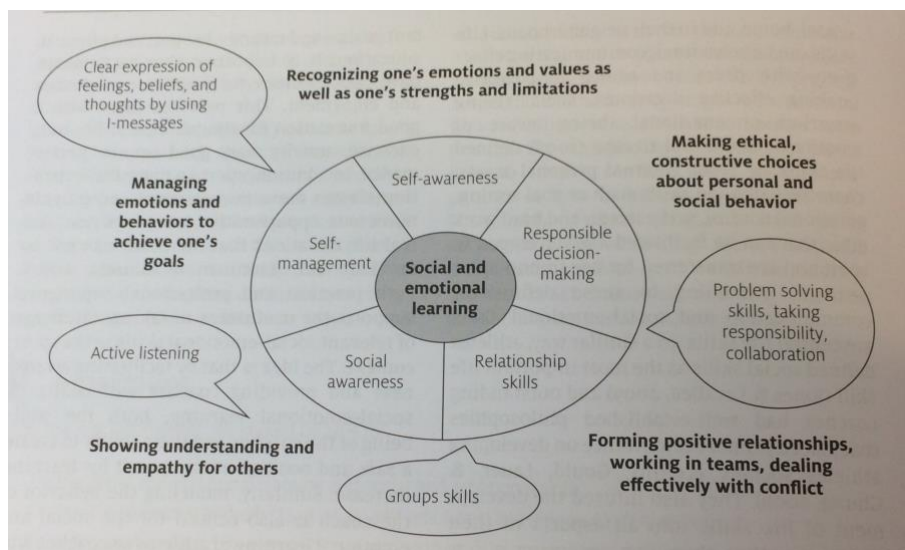 Clear expression of
feelings, beliefs, and
thoughts by using
I-messages
Recognizing one's emotions and values as
well as one's strengths and limitations
Making ethical,
constructive choices
about personal and
social behavior
Managing
emotions and
behaviors to
achieve one's
goals
Self-awareness
Self-
management
Responsible
decision-
making
Social and
emotional
learning
Problem solving
skills, taking
responsibility,
collaboration
Active listening
Social
awareness
Relationship
skills
Showing understanding and
empathy for others
Forming positive relationships,
working in teams, dealing
effectively with conflict
Groups skills